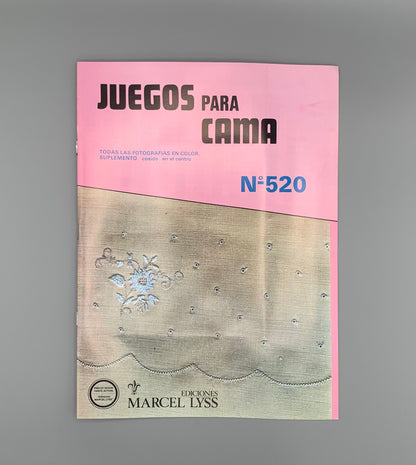 JUEGOS PARA
CAMA
TODAS LAS FOTOGRAFIAS EN COLOR.
SUPLEMENTO cosido en el centro
Nº 520
EDICIONES
MARCEL LYSS